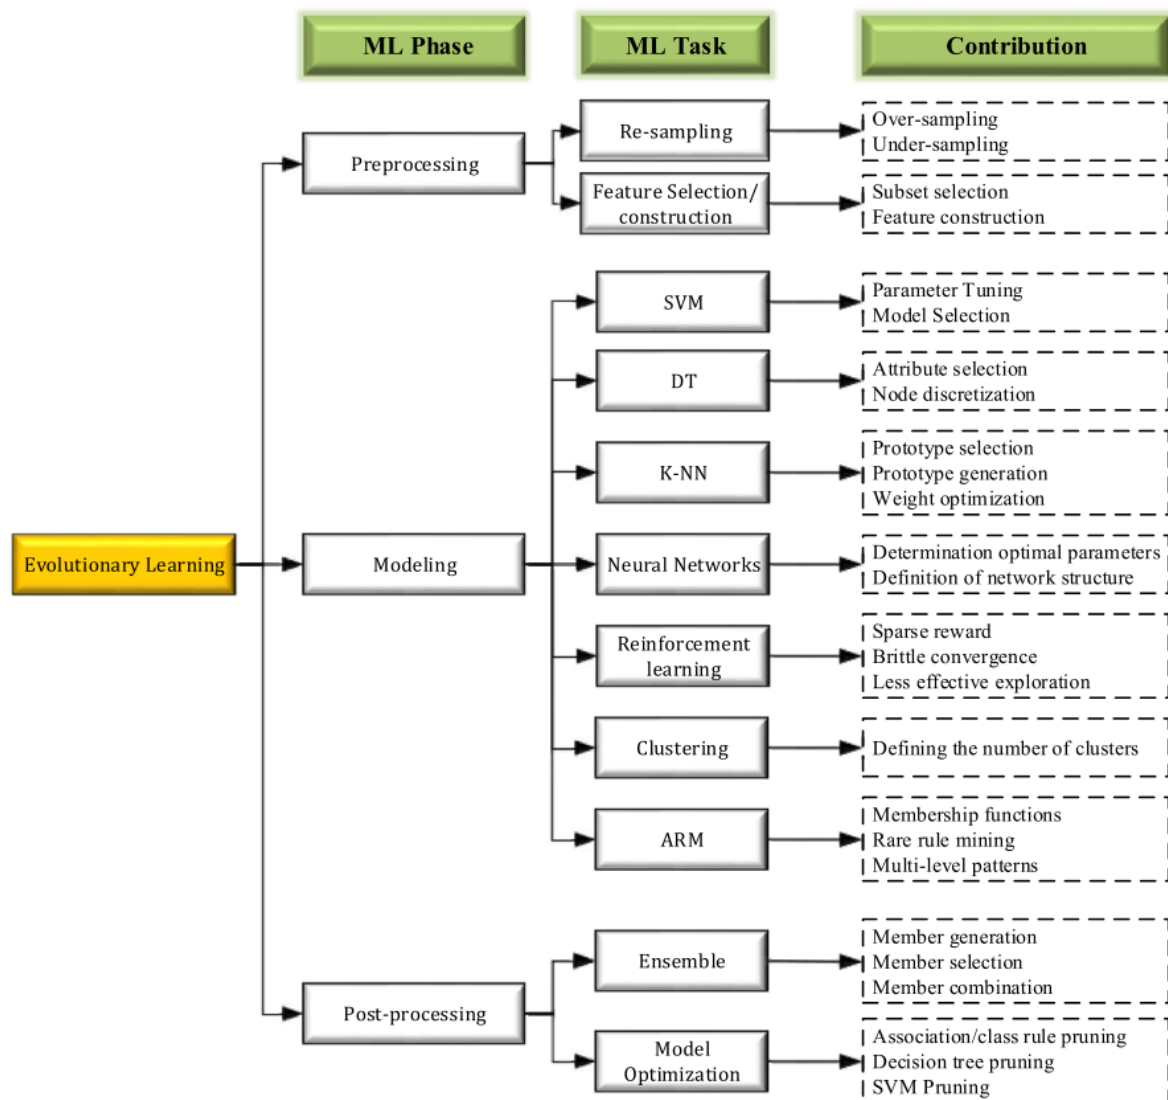 ML Phase
ML Task
Contribution
Preprocessing
Re-sampling
Over-sampling
Under-sampling
Feature Selection/
construction
Subset selection
Feature construction
Evolutionary Learning
Modeling
SVM
Parameter Tuning
Model Selection
DT
Attribute selection
Node discretization
K-NN
Prototype selection
Prototype generation
Weight optimization
Neural Networks
Determination optimal parameters
Definition of network structure
Reinforcement
learning
Sparse reward
Brittle convergence
Less effective exploration
Clustering
Defining the number of clusters
ARM
Membership functions
Rare rule mining
Multi-level patterns
Post-processing
Ensemble
Member generation
Member selection
Member combination
Model
Optimization
Association/class rule pruning
Decision tree pruning
SVM Pruning